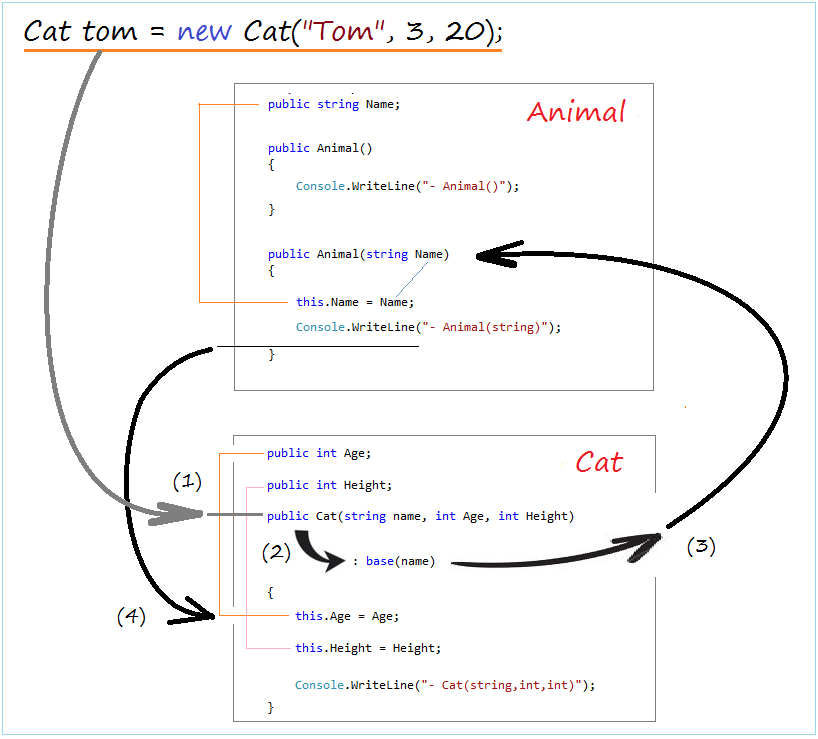 Cat tom = new Cat("Tom", 3, 20);
Animal
public string Name;
public Animal()
{
Console.WriteLine("- Animal()");
}
public Animal(string Name)
{
this.Name = Name;
Console.WriteLine("- Animal(string)");
}
Cat
public int Age;
(1)
public int Height;
public Cat(string name, int Age, int Height)
(2)
: base(name)
(3)
{
(4)
this.Age = Age;
this.Height = Height;
Console.WriteLine("- Cat(string,int,int)");
}